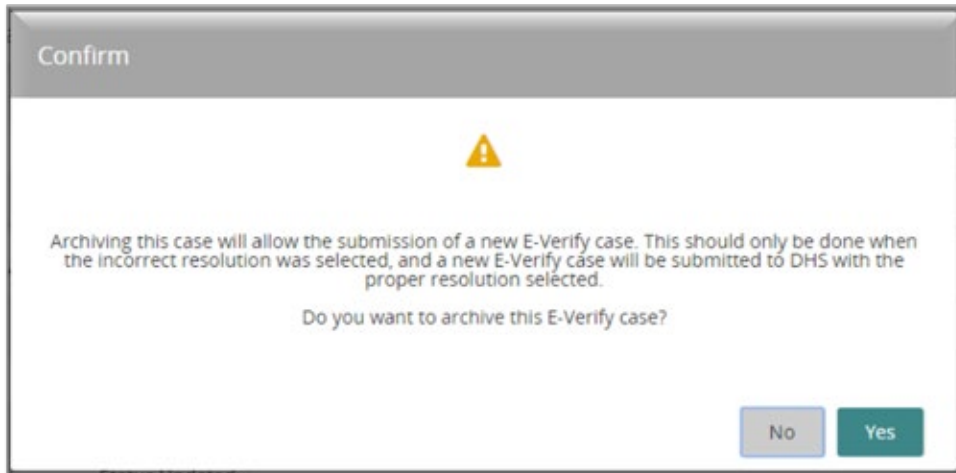 Confirm
Archiving this case will allow the submission of a new E-Verify case. This should only be done when
the incorrect resolution was selected, and a new E-Verify case will be submitted to DHS with the
proper resolution selected.
Do you want to archive this E-Verify case?
No
Yes